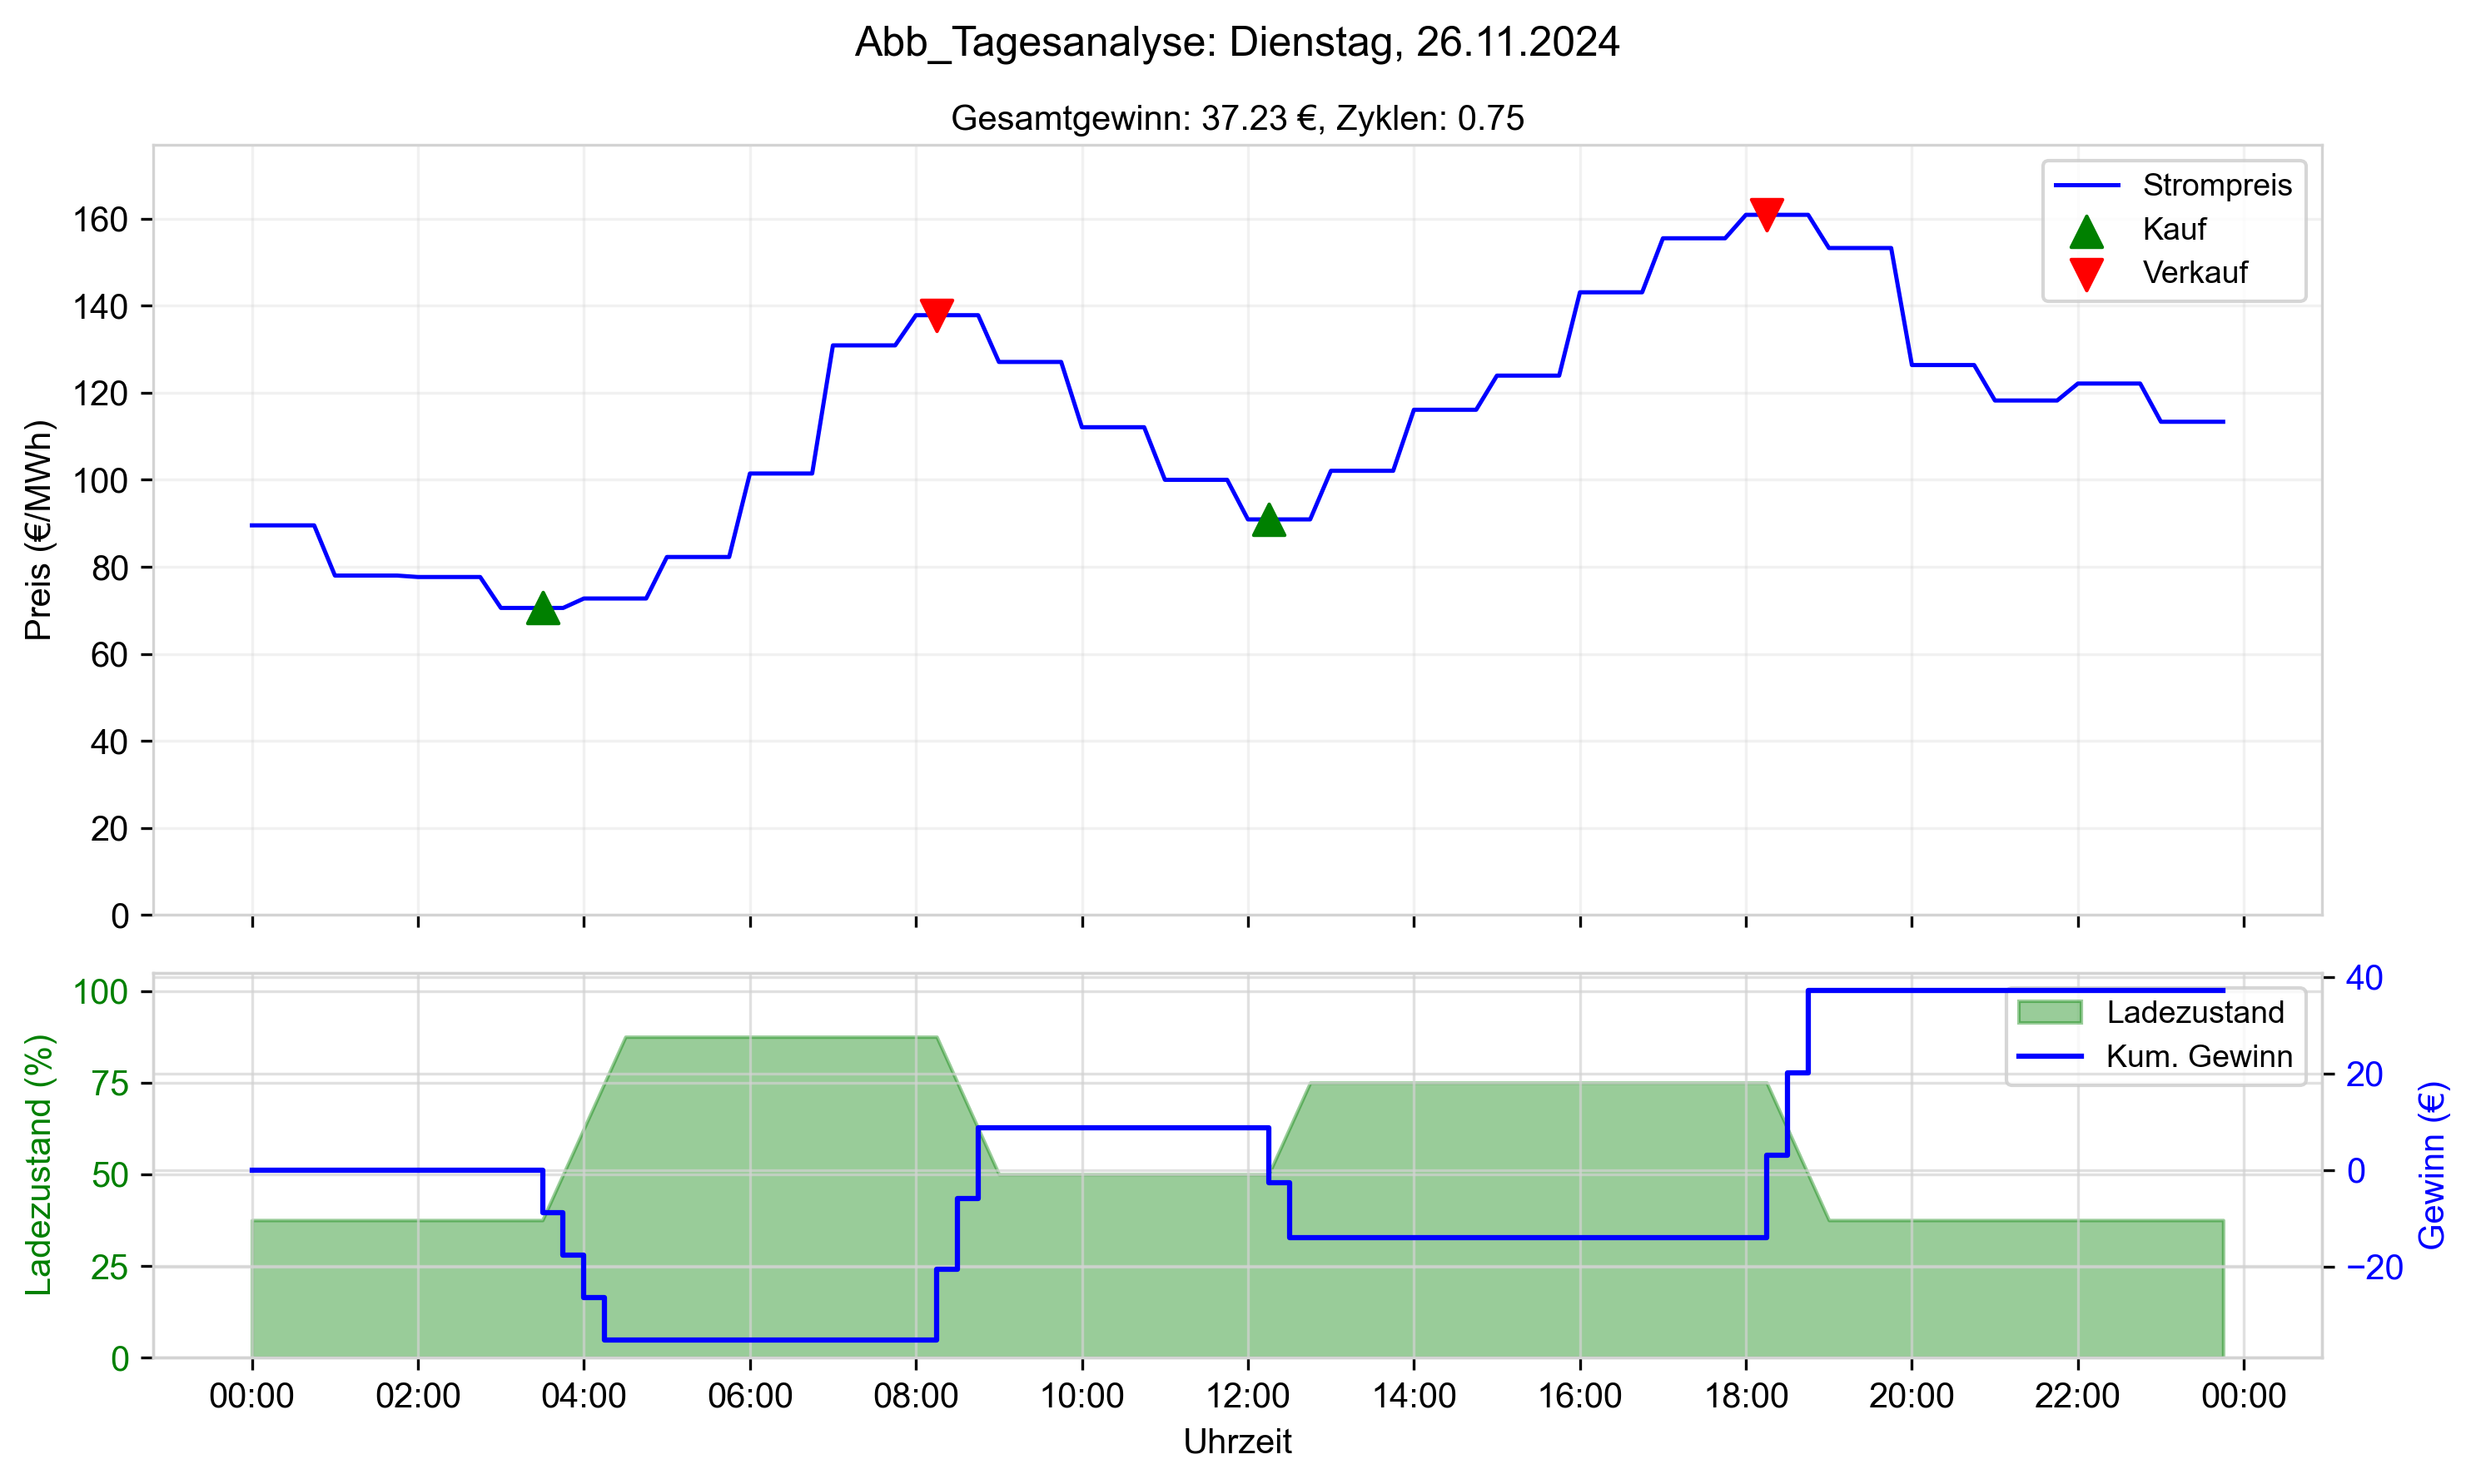 Abb_Tagesanalyse: Dienstag, 26.11.2024
Gesamtgewinn: 37.23 €, Zyklen: 0.75
Preis (€/MWh)
160
140
120
100
80
60
40
20
0
Strompreis
Kauf
Verkauf
Ladezustand (%)
100
75
50
25
0
Ladezustand
Kum. Gewinn
40
20
0
−20
Gewinn (€)
00:00 02:00 04:00 06:00 08:00 10:00 12:00 14:00 16:00 18:00 20:00 22:00 00:00
Uhrzeit